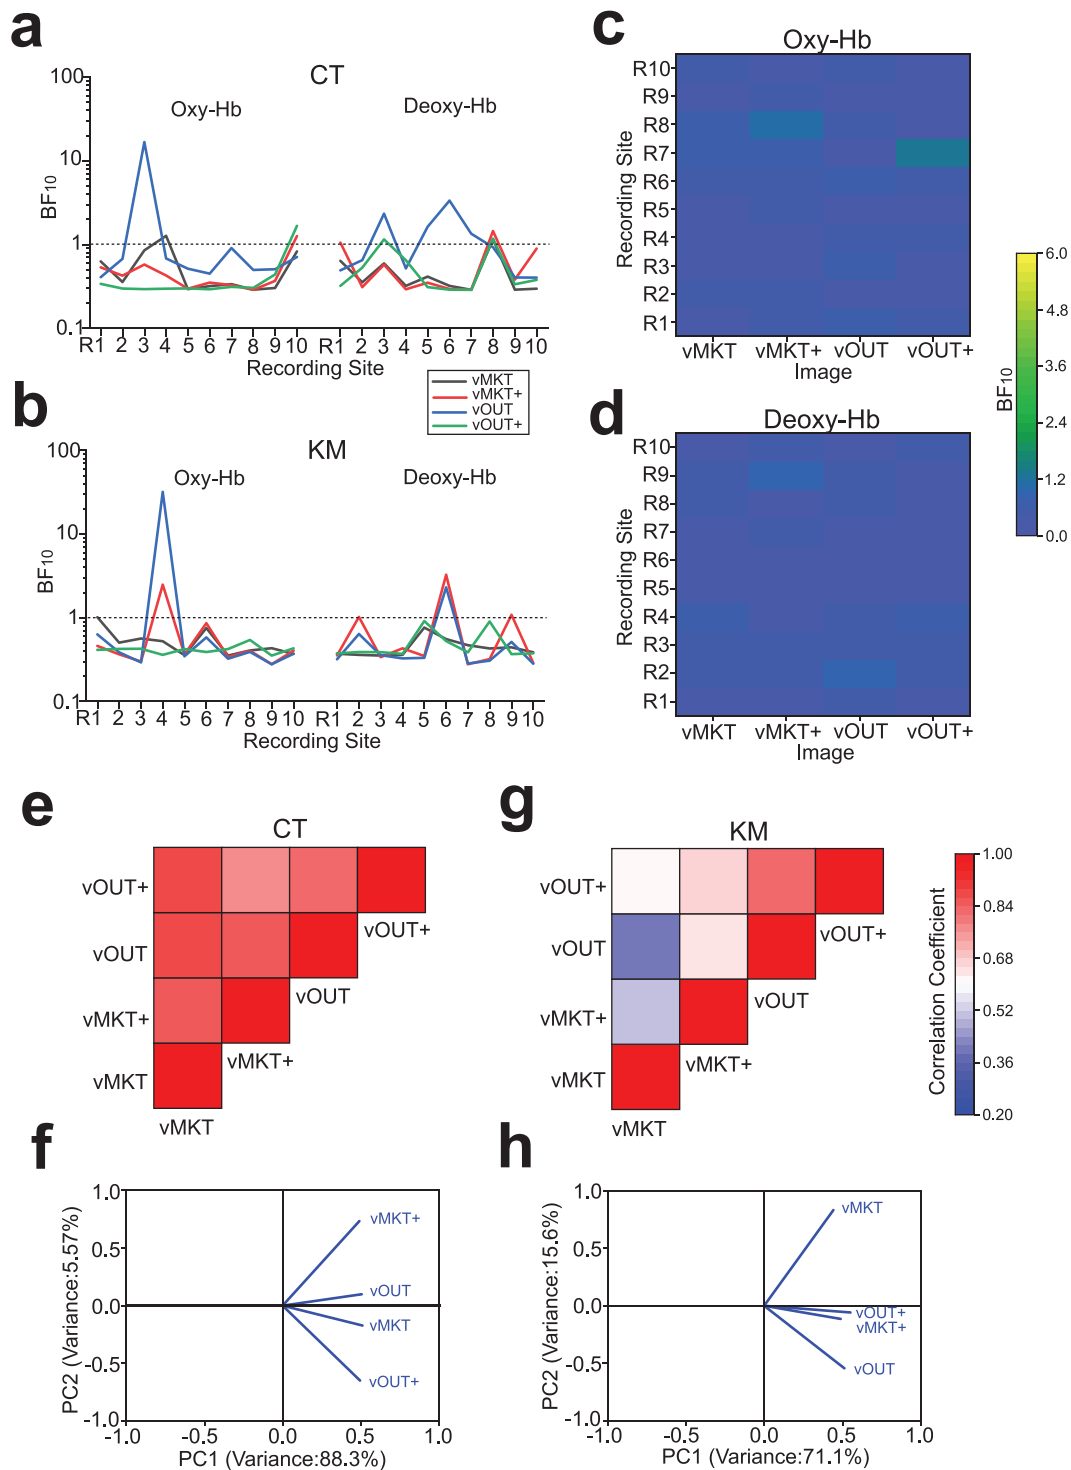 a
CT
Oxy-Hb
Deoxy-Hb
100
10
1
0.1
BF10
R1 2 3 4 5 6 7 8 9 10 R1 2 3 4 5 6 7 8 9 10
Recording Site
vMKT
vMKT+
vOUT
vOUT+
b
KM
Oxy-Hb
Deoxy-Hb
100
10
1
0.1
BF10
R1 2 3 4 5 6 7 8 9 10 R1 2 3 4 5 6 7 8 9 10
Recording Site
c
Oxy-Hb
R10
R9
R8
R7
R6
R5
R4
R3
R2
R1
Recording Site
vMKT vMKT+ vOUT vOUT+
Image
d
Deoxy-Hb
R10
R9
R8
R7
R6
R5
R4
R3
R2
R1
Recording Site
vMKT vMKT+ vOUT vOUT+
Image
BF10
6.0
4.8
3.6
2.4
1.2
0.0
e
CT
vOUT+
vOUT
vMKT+
vMKT
vOUT+
vOUT
vMKT+
vMKT
g
KM
vOUT+
vOUT
vMKT+
vMKT
vOUT+
vOUT
vMKT+
vMKT
Correlation Coefficient
1.00
0.84
0.68
0.52
0.36
0.20
f
PC2 (Variance:5.57%)
1.0
0.5
0.0
-0.5
-1.0
vMKT+
vOUT
vMKT
vOUT+
-1.0 -0.5 0.0 0.5 1.0
PC1 (Variance:88.3%)
h
PC2 (Variance:15.6%)
1.0
0.5
0.0
-0.5
-1.0
vMKT
vOUT+
vMKT+
vOUT
-1.0 -0.5 0.0 0.5 1.0
PC1 (Variance:71.1%)